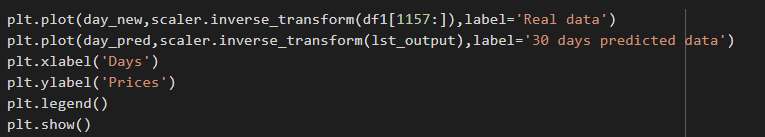 plt.plot(day_new,scaler.inverse_transform(df1[1157:]),label='Real data')
plt.plot(day_pred,scaler.inverse_transform(lst_output),label='30 days predicted data')
plt.xlabel('Days')
plt.ylabel('Prices')
plt.legend()
plt.show()